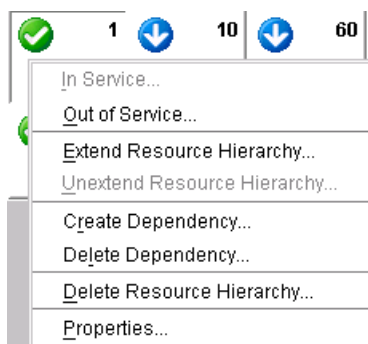 1 10 60
In Service...
Out of Service...
Extend Resource Hierarchy...
Unextend Resource Hierarchy...
Create Dependency...
Delete Dependency...
Delete Resource Hierarchy...
Properties...